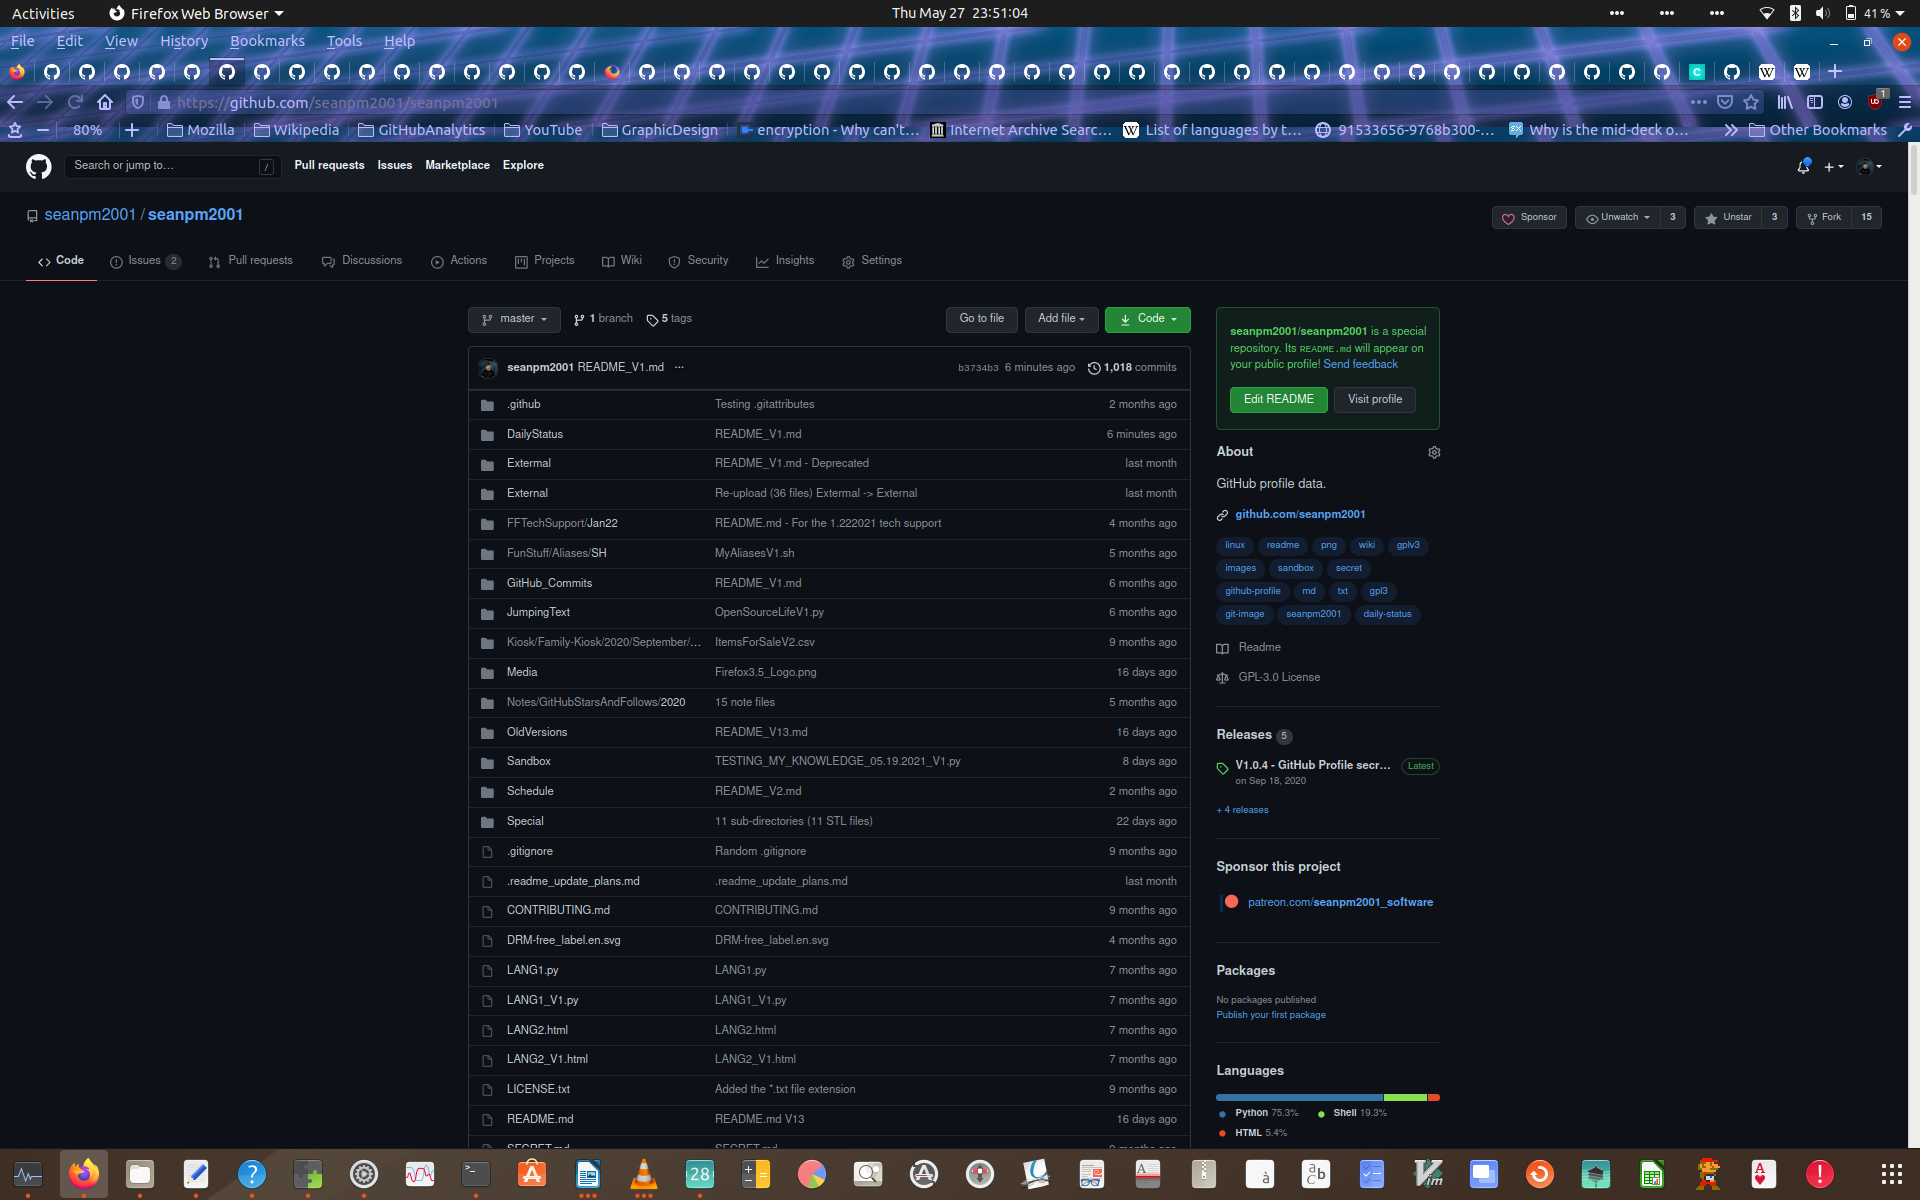 Activities Firefox Web Browser Thu May 27 23:51:04 41 %
File Edit View History Bookmarks Tools Help
https://github.com/seanpm2001/seanpm2001 1
80% Mozilla Wikipedia GitHubAnalytics YouTube GraphicDesign encryption - Why can't… Internet Archive Searc… List of languages by t… 91533656-9768b300-… Why is the mid-deck o… Other Bookmarks
Search or jump to… / Pull requests Issues Marketplace Explore
seanpm2001 / seanpm2001 Sponsor Unwatch 3 Unstar 3 Fork 15
Code Issues 2 Pull requests Discussions Actions Projects Wiki Security Insights Settings
master 1 branch 5 tags Go to file Add file Code
seanpm2001 README_V1.md … b3734b3 6 minutes ago 1,018 commits
.github Testing .gitattributes 2 months ago
DailyStatus README_V1.md 6 minutes ago
Extermal README_V1.md - Deprecated last month
External Re-upload (36 files) Extermal -> External last month
FFTechSupport/Jan22 README.md - For the 1.222021 tech support 4 months ago
FunStuff/Aliases/SH MyAliasesV1.sh 5 months ago
GitHub_Commits README_V1.md 6 months ago
JumpingText OpenSourceLifeV1.py 6 months ago
Kiosk/Family-Kiosk/2020/September/… ItemsForSaleV2.csv 9 months ago
Media Firefox3.5_Logo.png 16 days ago
Notes/GitHubStarsAndFollows/2020 15 note files 5 months ago
OldVersions README_V13.md 16 days ago
Sandbox TESTING_MY_KNOWLEDGE_05.19.2021_V1.py 8 days ago
Schedule README_V2.md 2 months ago
Special 11 sub-directories (11 STL files) 22 days ago
.gitignore Random .gitignore 9 months ago
.readme_update_plans.md .readme_update_plans.md last month
CONTRIBUTING.md CONTRIBUTING.md 9 months ago
DRM-free_label.en.svg DRM-free_label.en.svg 4 months ago
LANG1.py LANG1.py 7 months ago
LANG1_V1.py LANG1_V1.py 7 months ago
LANG2.html LANG2.html 7 months ago
LANG2_V1.html LANG2_V1.html 7 months ago
LICENSE.txt Added the *.txt file extension 9 months ago
README.md README.md V13 16 days ago
SECRET.md SECRET.md 9 months ago
seanpm2001/seanpm2001 is a special
repository. Its README.md will appear on
your public profile! Send feedback
Edit README Visit profile
About
GitHub profile data.
github.com/seanpm2001
linux readme png wiki gplv3
images sandbox secret
github-profile md txt gpl3
git-image seanpm2001 daily-status
Readme
GPL-3.0 License
Releases 5
V1.0.4 - GitHub Profile secr… Latest
on Sep 18, 2020
+ 4 releases
Sponsor this project
patreon.com/seanpm2001_software
Packages
No packages published
Publish your first package
Languages
Python 75.3% Shell 19.3%
HTML 5.4%
28